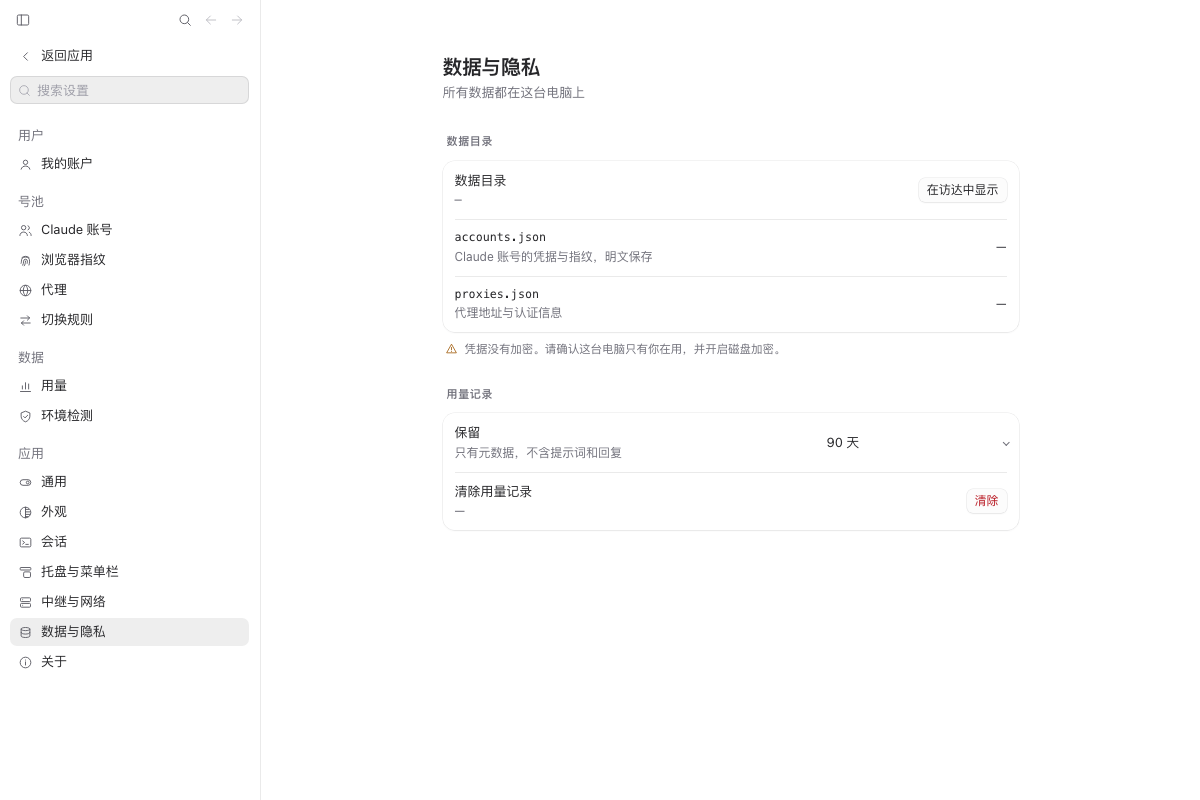 返回应用
搜索设置
用户
我的账户
号池
Claude 账号
浏览器指纹
代理
切换规则
数据
用量
环境检测
应用
通用
外观
会话
托盘与菜单栏
中继与网络
数据与隐私
关于
数据与隐私
所有数据都在这台电脑上
数据目录
数据目录
—
在访达中显示
accounts.json
Claude 账号的凭据与指纹，明文保存
—
proxies.json
代理地址与认证信息
—
凭据没有加密。请确认这台电脑只有你在用，并开启磁盘加密。
用量记录
保留
只有元数据，不含提示词和回复
90 天
清除用量记录
—
清除